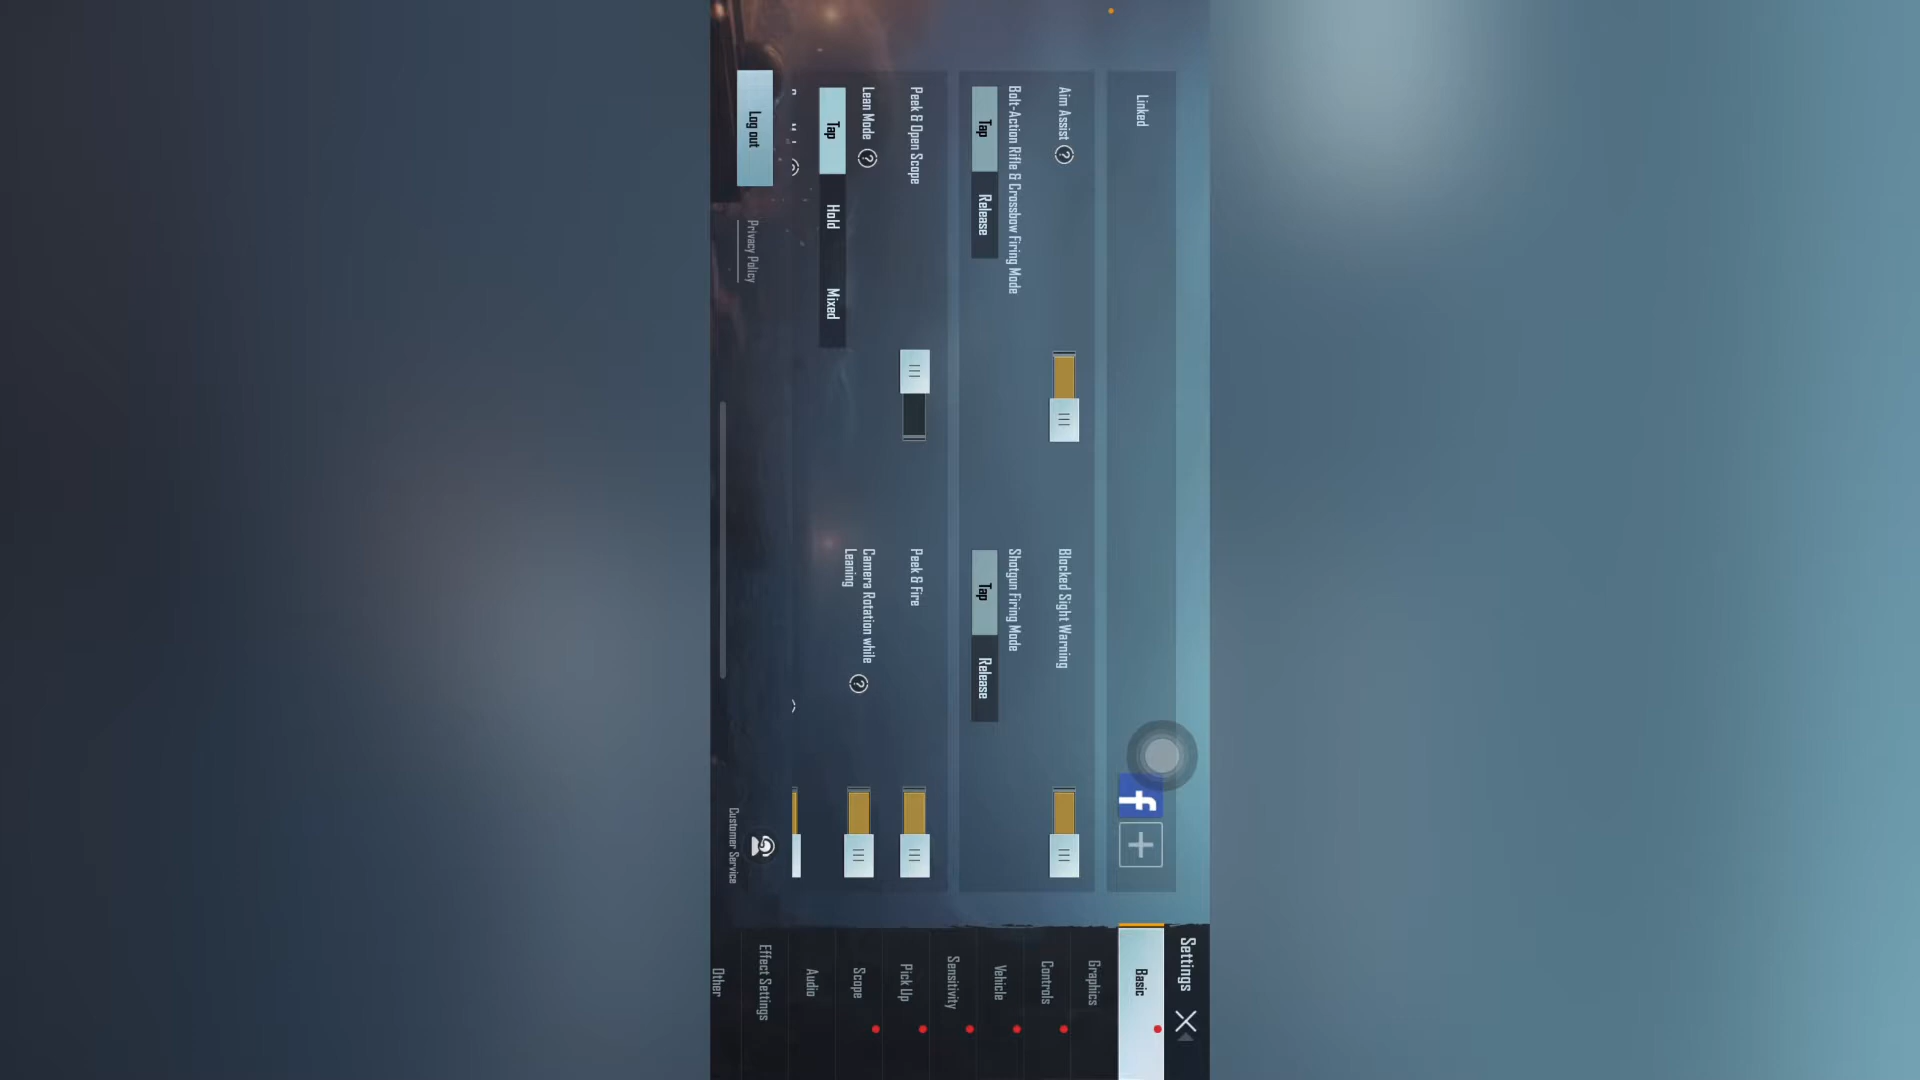 Linked
Aim Assist ?
Blocked Sight Warning
Bolt-Action Rifle & Crossbow Firing Mode
Tap Release
Shotgun Firing Mode
Tap Release
Peek & Open Scope
Peek & Fire
Lean Mode ?
Tap Hold Mixed
Camera Rotation while
Leaning ?
Log out
Privacy Policy
Customer Service
Settings
Basic
Graphics
Controls
Vehicle
Sensitivity
Pick Up
Scope
Audio
Effect Settings
Other